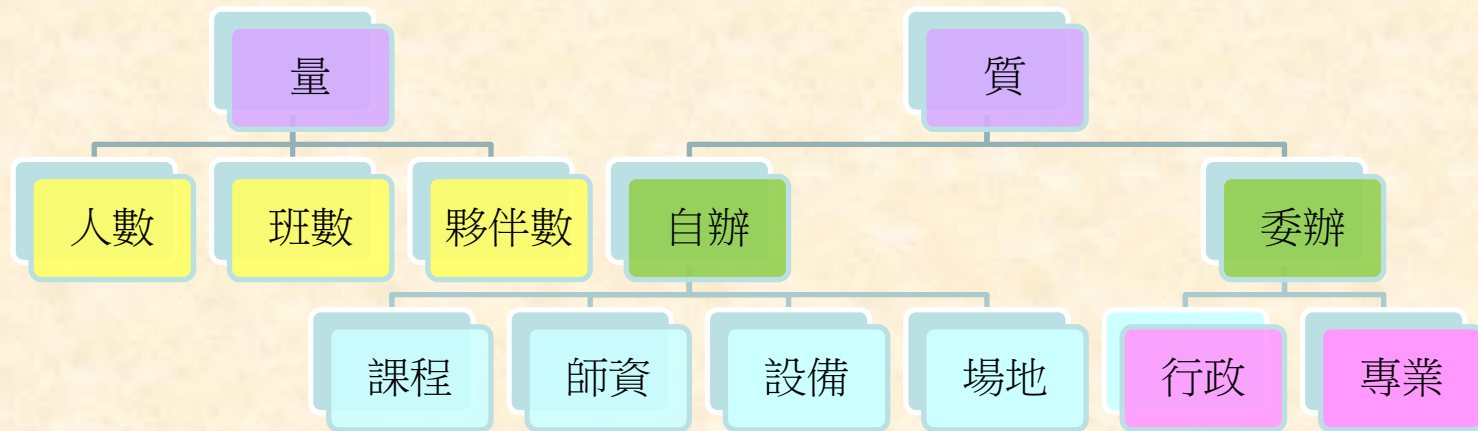 量
質
人數
班數
夥伴數
自辦
委辦
課程
師資
設備
場地
行政
專業